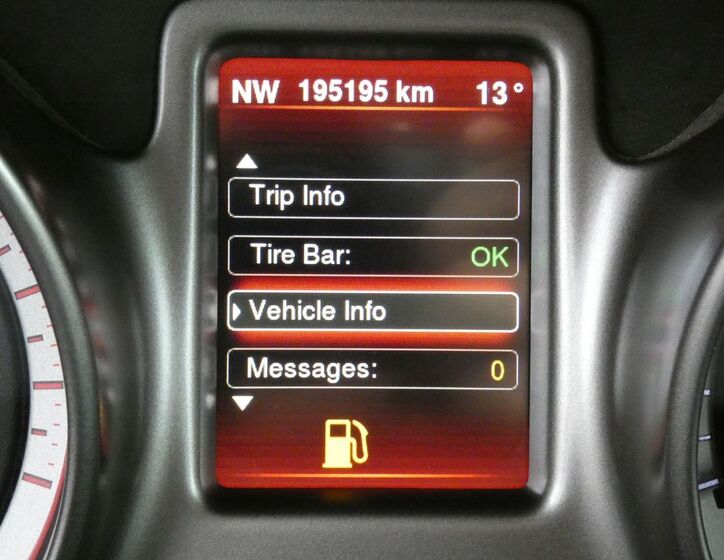 NW 195195 km 13°
Trip Info
Tire Bar: OK
Vehicle Info
Messages: 0